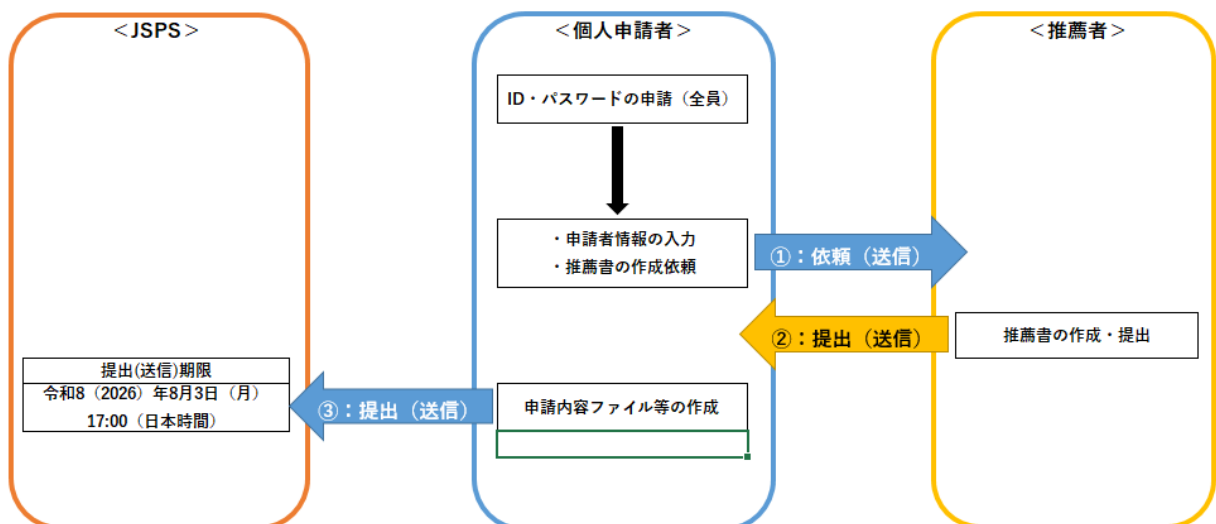 ＜JSPS＞
＜個人申請者＞
＜推薦者＞
ID・パスワードの申請（全員）
・申請者情報の入力
・推薦書の作成依頼
①：依頼（送信）
②：提出（送信）
推薦書の作成・提出
提出(送信)期限
令和8（2026）年8月3日（月）
17:00（日本時間）
③：提出（送信）
申請内容ファイル等の作成